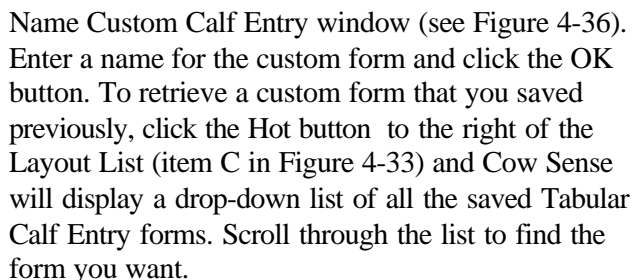 Name Custom Calf Entry window (see Figure 4-36).
Enter a name for the custom form and click the OK
button. To retrieve a custom form that you saved
previously, click the Hot button to the right of the
Layout List (item C in Figure 4-33) and Cow Sense
will display a drop-down list of all the saved Tabular
Calf Entry forms. Scroll through the list to find the
form you want.